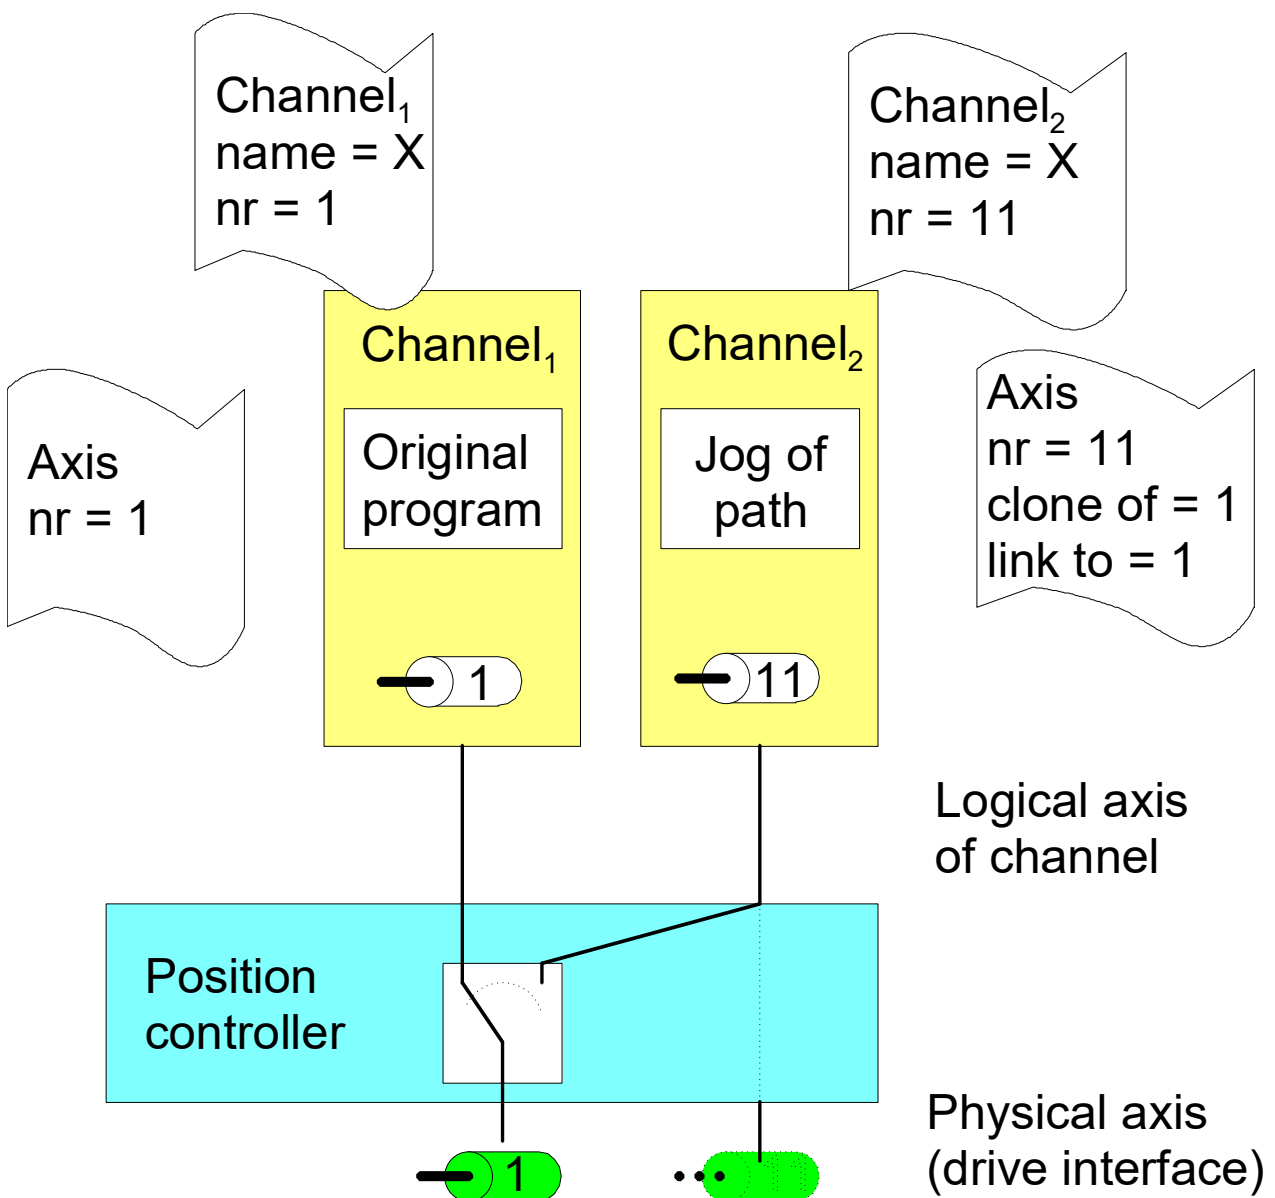 Channel₁
name = X
nr = 1
Channel₂
name = X
nr = 11
Channel₁
Channel₂
Axis
nr = 1
Original
program
Jog of
path
Axis
nr = 11
clone of = 1
link to = 1
1
11
Logical axis
of channel
Position
controller
Physical axis
(drive interface)
1